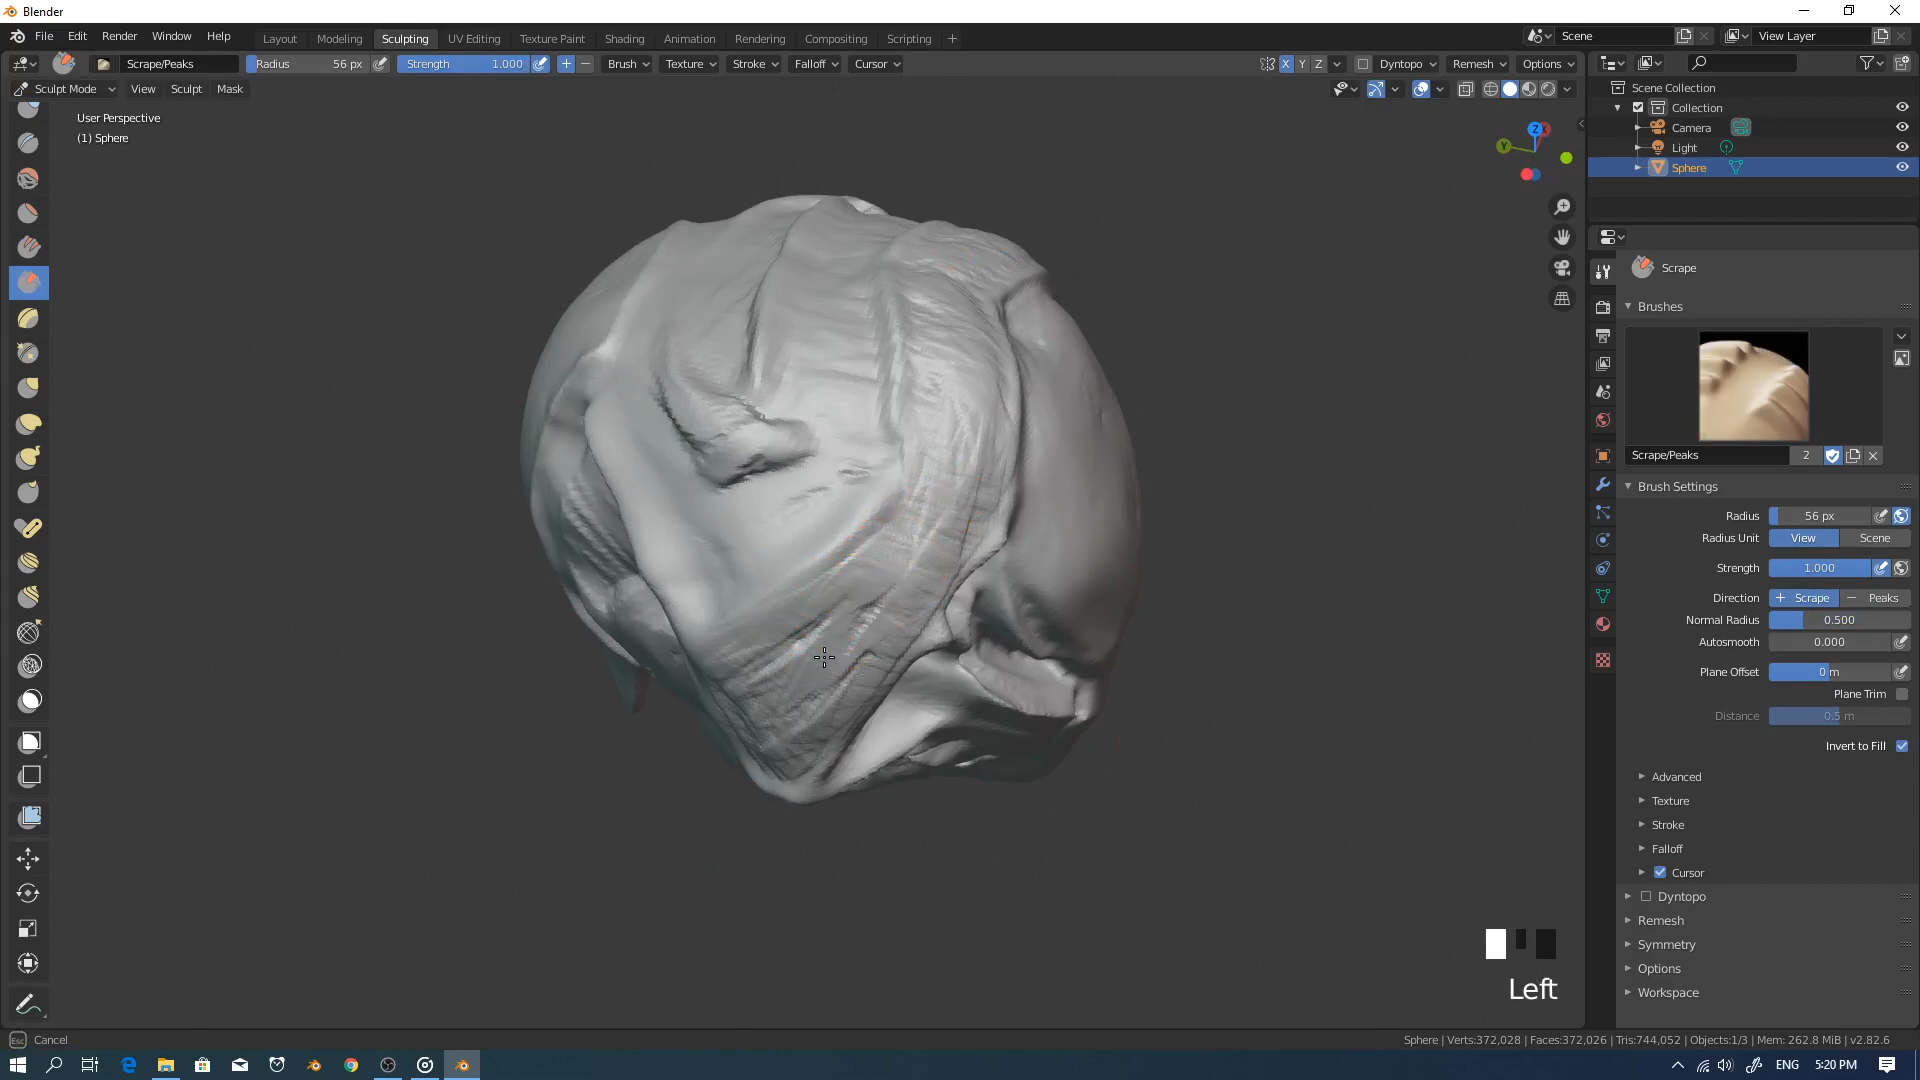 Blender
File Edit Render Window Help
Layout Modeling Sculpting UV Editing Texture Paint Shading Animation Rendering Compositing Scripting +
Scene
View Layer
Scrape/Peaks
Radius 56 px
Strength 1.000
Brush Texture Stroke Falloff Cursor
X Y Z
Dyntopo Remesh Options
Sculpt Mode View Sculpt Mask
User Perspective
(1) Sphere
Z
Y
Scene Collection
Collection
Camera
Light
Sphere
Scrape
Brushes
Scrape/Peaks 2
Brush Settings
Radius 56 px
Radius Unit View Scene
Strength 1.000
Direction + Scrape − Peaks
Normal Radius 0.500
Autosmooth 0.000
Plane Offset 0 m
Plane Trim
Distance 0.5 m
Invert to Fill
Advanced
Texture
Stroke
Falloff
Cursor
Dyntopo
Remesh
Symmetry
Options
Workspace
Left
Esc Cancel
Sphere | Verts:372,028 | Faces:372,026 | Tris:744,052 | Objects:1/3 | Mem: 262.8 MiB | v2.82.6
ENG 5:20 PM